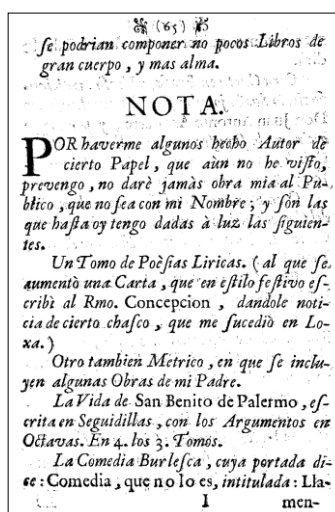 (65)
ſe podrian componer no pocos Libros de
gran cuerpo, y mas alma.
NOTA.
POR haverme algunos hecho Autor de
cierto Papel, que aùn no he viſto,
prevengo, no darè jamàs obra mia al Pu-
blico, que no ſea con mi Nombre; y ſon las
que haſta oy tengo dadas à luz las ſiguien-
tes.
Un Tomo de Poèſias Liricas. (al que ſe
aumentò una Carta, que en eſtilo feſtivo eſ-
cribì al Rmo. Concepcion, dandole noti-
cia de cierto chaſco, que me ſucediò en Lo-
xa.)
Otro tambien Metrico, en que ſe inclu-
yen algunas Obras de mi Padre.
La Vida de San Benito de Palermo, eſ-
crita en Seguidillas, con los Argumentos en
Octavas. En 4. los 3. Tomos.
La Comedia Burleſca, cuya portada di-
ce: Comedia, que no lo es, intitulada: Lla-
I men-